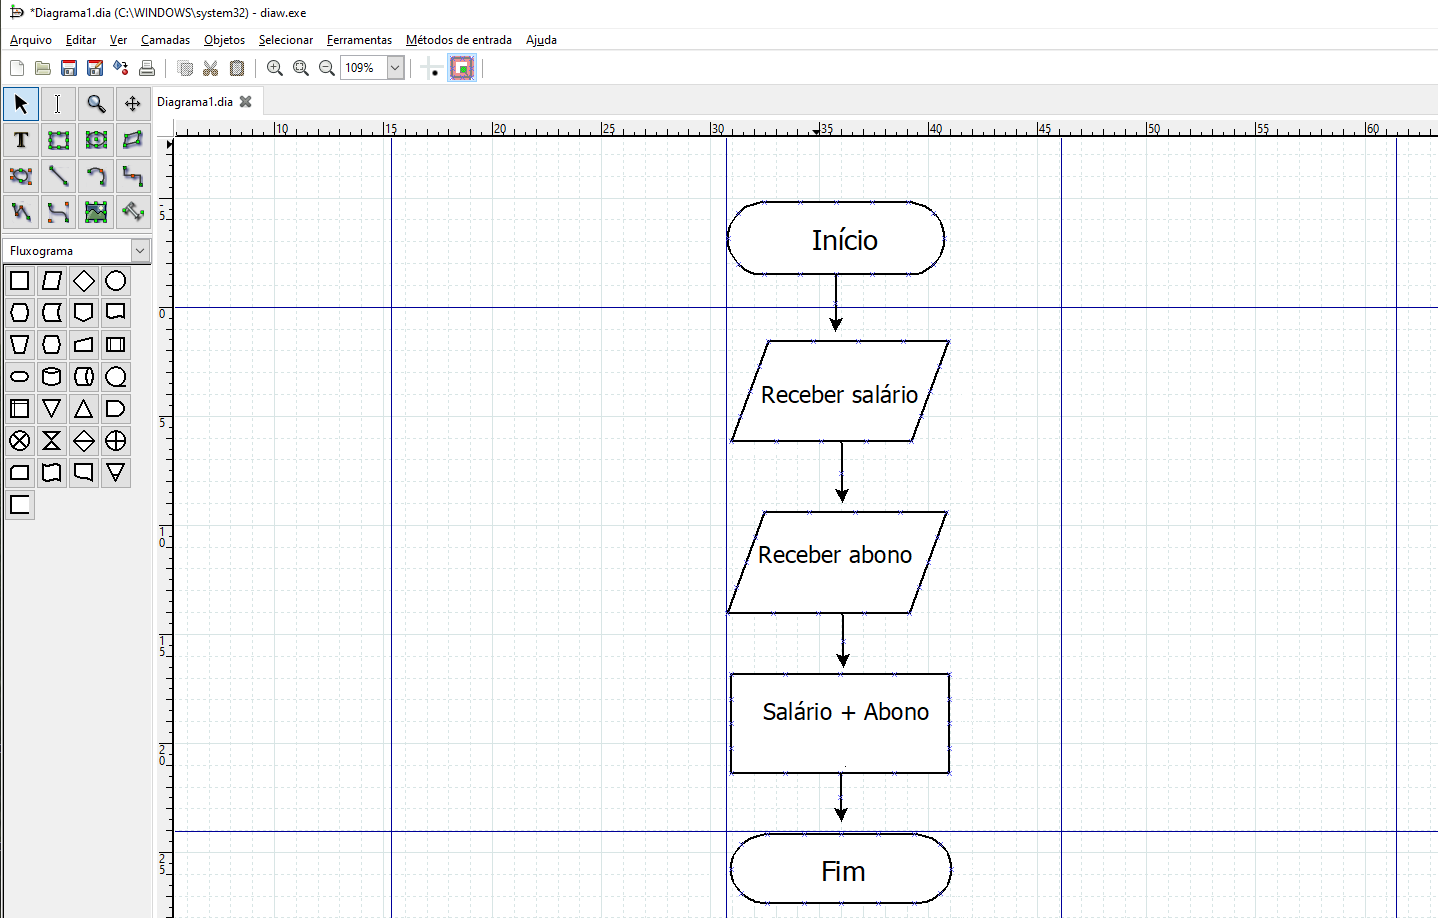 *Diagrama1.dia (C:\WINDOWS\system32) - diaw.exe
Arquivo Editar Ver Camadas Objetos Selecionar Ferramentas Métodos de entrada Ajuda
109%
Diagrama1.dia
10 15 20 25 30 35 40 45 50 55 60
T
-5
Início
Fluxograma
0
Receber salário
5
10
Receber abono
15
Salário + Abono
20
25
Fim